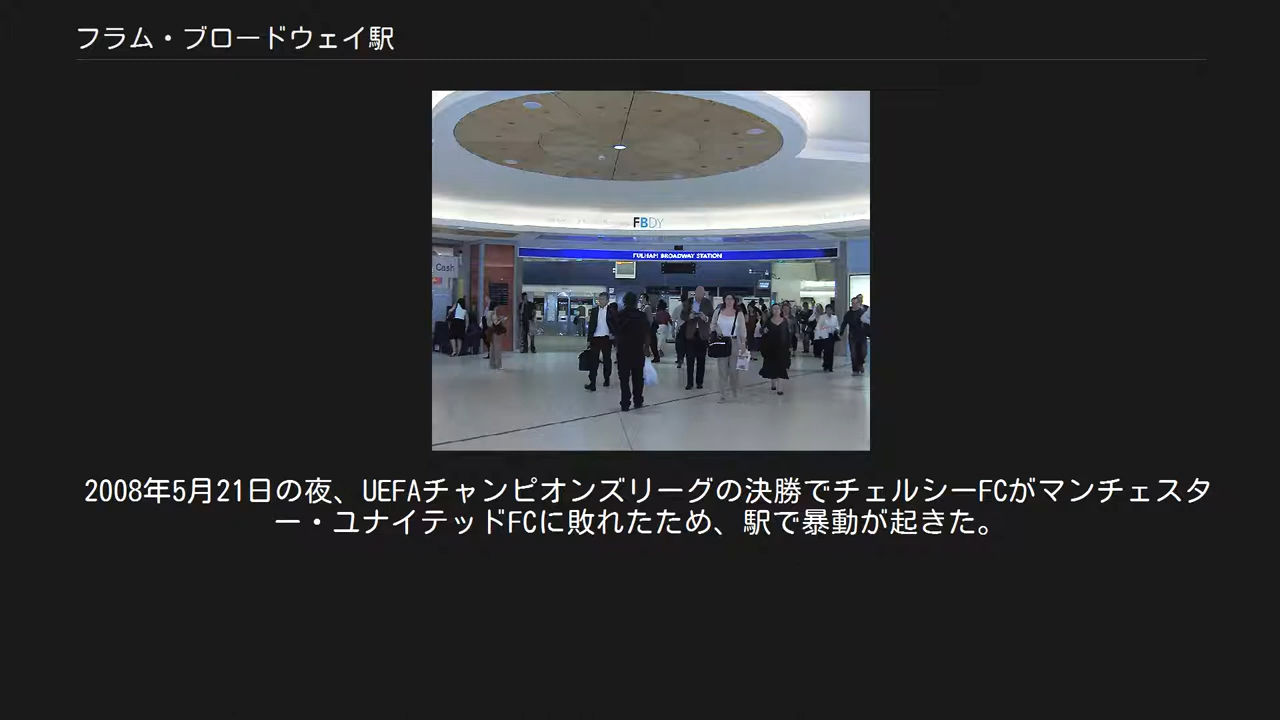 フラム・ブロードウェイ駅
FBDY
FULHAM BROADWAY STATION
Cash
2008年5月21日の夜、UEFAチャンピオンズリーグの決勝でチェルシーFCがマンチェスタ
ー・ユナイテッドFCに敗れたため、駅で暴動が起きた。